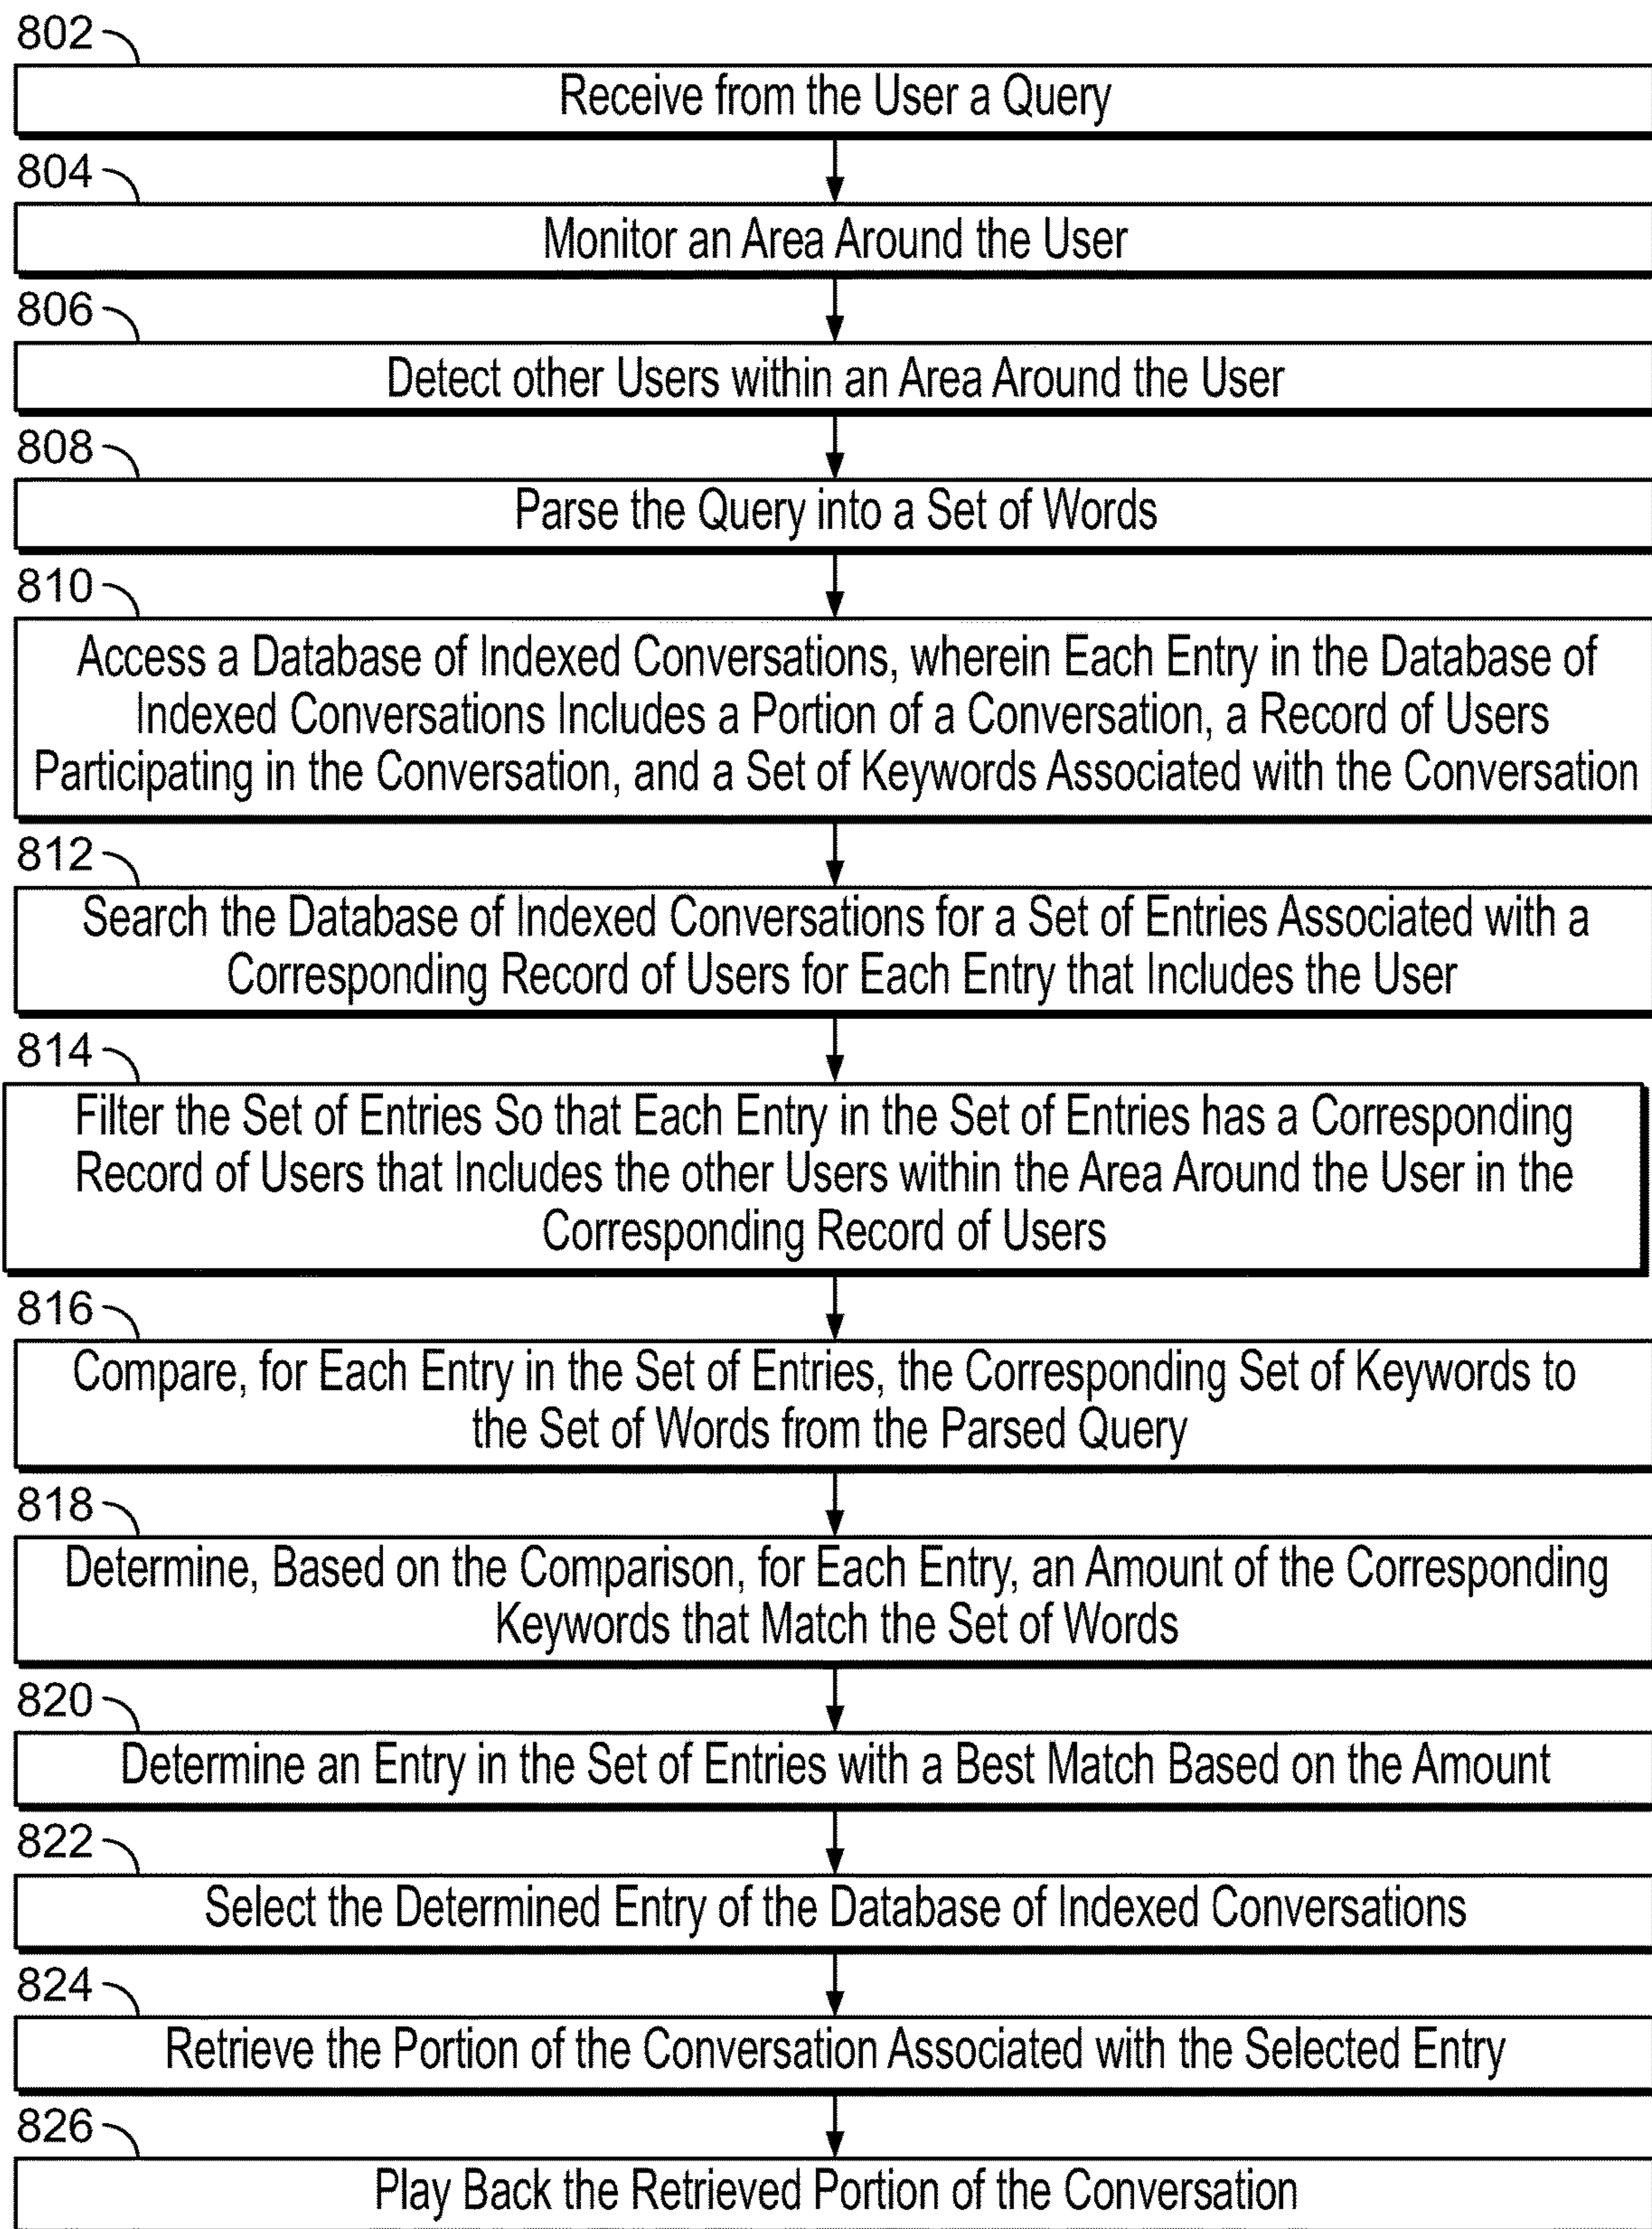 802
Receive from the User a Query
804
Monitor an Area Around the User
806
Detect other Users within an Area Around the User
808
Parse the Query into a Set of Words
810
Access a Database of Indexed Conversations, wherein Each Entry in the Database of
Indexed Conversations Includes a Portion of a Conversation, a Record of Users
Participating in the Conversation, and a Set of Keywords Associated with the Conversation
812
Search the Database of Indexed Conversations for a Set of Entries Associated with a
Corresponding Record of Users for Each Entry that Includes the User
814
Filter the Set of Entries So that Each Entry in the Set of Entries has a Corresponding
Record of Users that Includes the other Users within the Area Around the User in the
Corresponding Record of Users
816
Compare, for Each Entry in the Set of Entries, the Corresponding Set of Keywords to
the Set of Words from the Parsed Query
818
Determine, Based on the Comparison, for Each Entry, an Amount of the Corresponding
Keywords that Match the Set of Words
820
Determine an Entry in the Set of Entries with a Best Match Based on the Amount
822
Select the Determined Entry of the Database of Indexed Conversations
824
Retrieve the Portion of the Conversation Associated with the Selected Entry
826
Play Back the Retrieved Portion of the Conversation